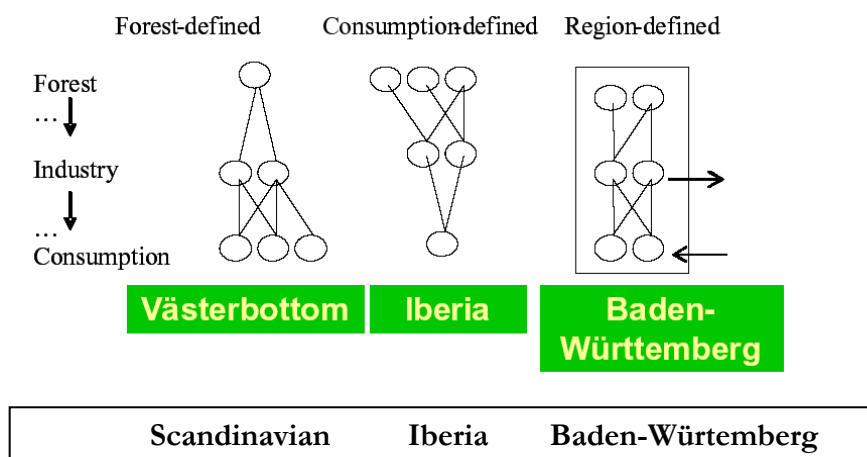 Forest-defined Consumption-defined Region-defined
Forest
...
Industry
...
Consumption
Västerbottom Iberia Baden-
Württemberg
Scandinavian Iberia Baden-Würtemberg